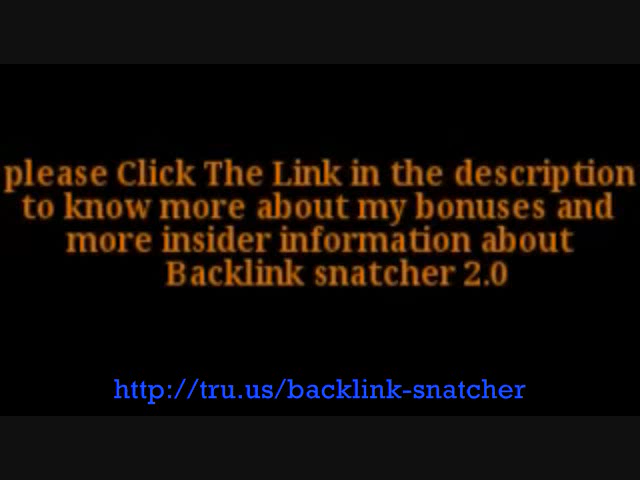 please Click The Link in the description
to know more about my bonuses and
more insider information about
Backlink snatcher 2.0
http://tru.us/backlink-snatcher